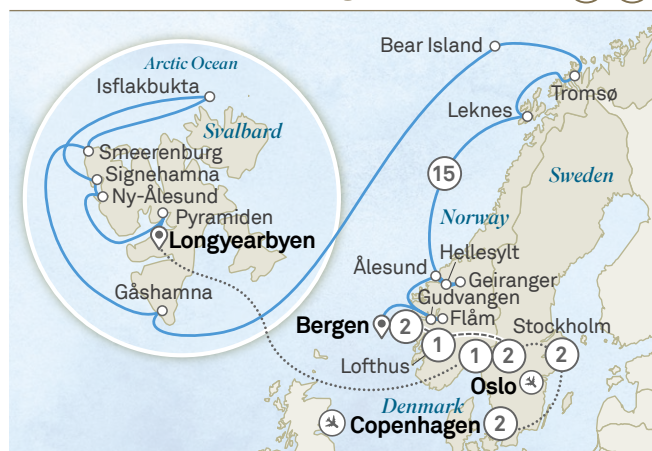 Bear Island
Arctic Ocean
Isflakbukta
Tromsø
Leknes
Svalbard
Smeerenburg
Signehamna
Ny-Ålesund
Pyramiden
Longyearbyen
15
Sweden
Norway
Hellesylt
Ålesund
Geiranger
Gåshamna
Gudvangen
Flåm
Bergen
2
Stockholm
1
Lofthus
1
2
2
Oslo
Denmark
Copenhagen
2